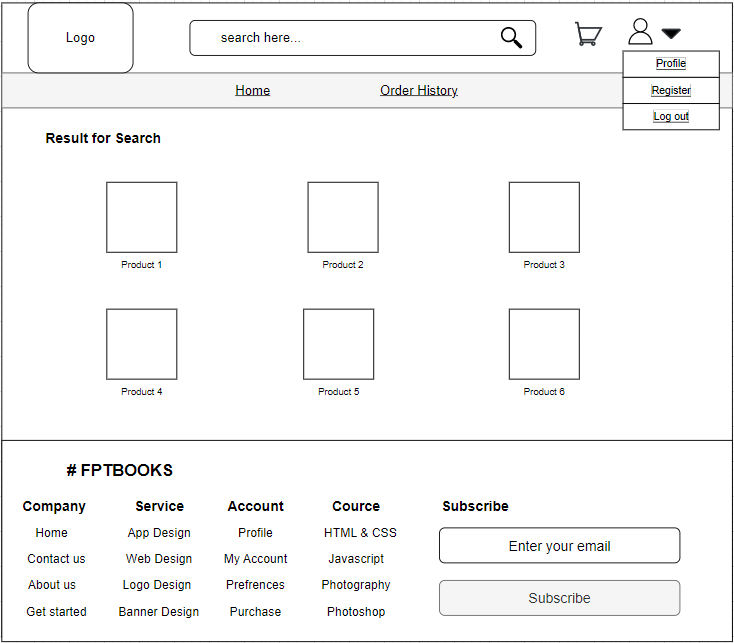 Logo
search here...
Profile
Register
Log out
Home Order History
Result for Search
Product 1 Product 2 Product 3
Product 4 Product 5 Product 6
# FPTBOOKS
Company Service Account Cource Subscribe
Home App Design Profile HTML & CSS
Enter your email
Contact us Web Design My Account Javascript
About us Logo Design Prefrences Photography
Subscribe
Get started Banner Design Purchase Photoshop